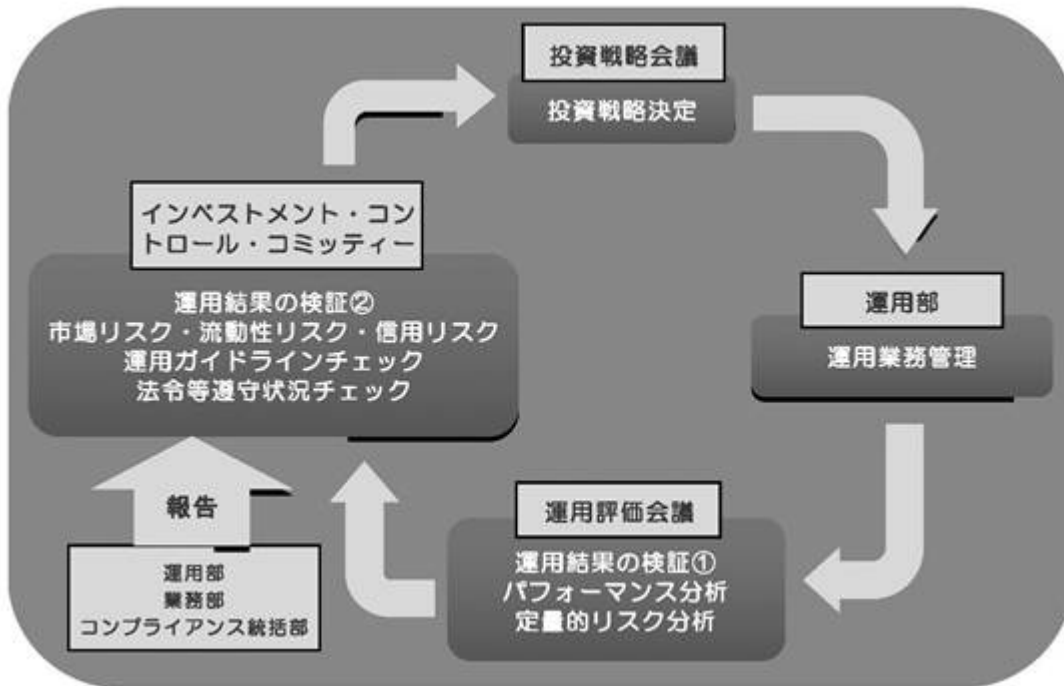 投資戦略会議
投資戦略決定
インベストメント・コン
トロール・コミッティー
運用結果の検証②
市場リスク・流動性リスク・信用リスク
運用ガイドラインチェック
法令等遵守状況チェック
運用部
運用業務管理
報告
運用部
業務部
コンプライアンス統括部
運用評価会議
運用結果の検証①
パフォーマンス分析
定量的リスク分析